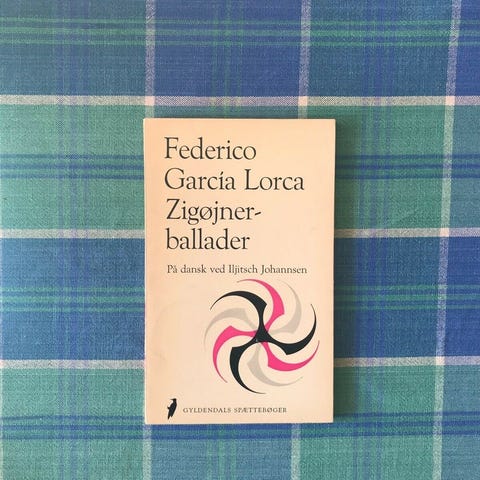 Federico
García Lorca
Zigøjner-
ballader
På dansk ved Iljitsch Johannsen
GYLDENDALS SPÆTTEBØGER